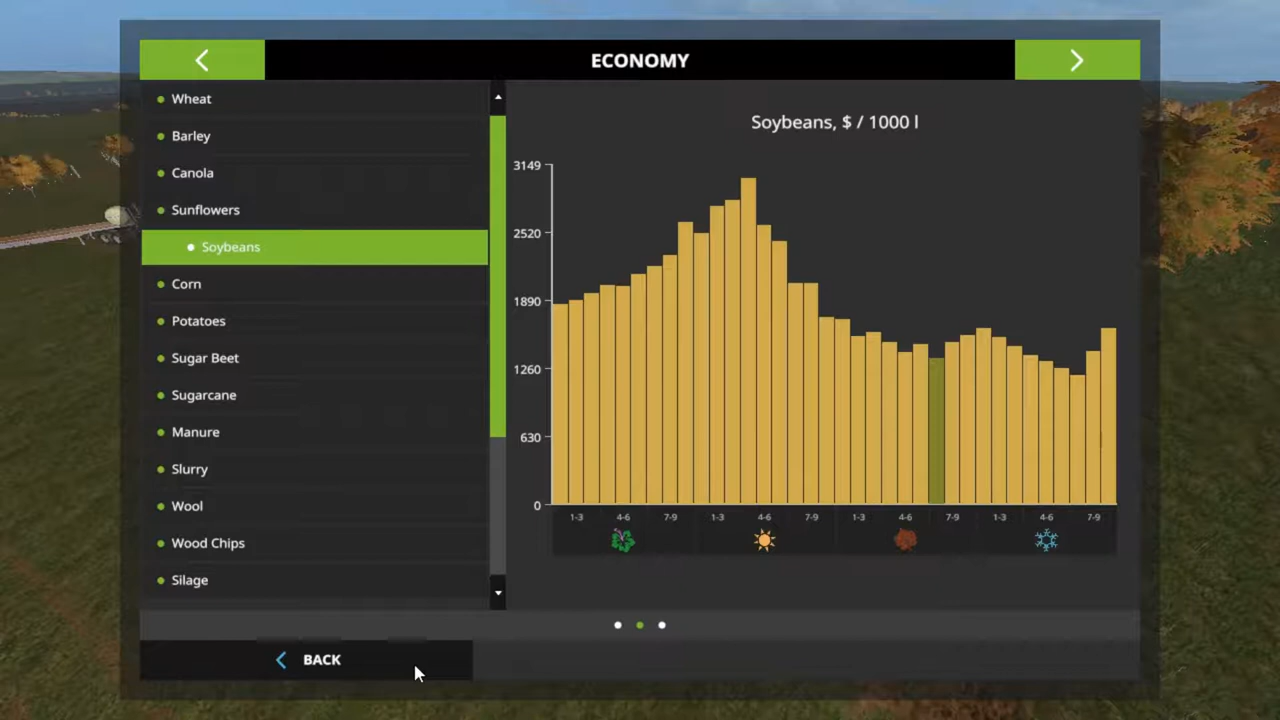 ECONOMY
Wheat
Barley
Canola
Sunflowers
Soybeans
Corn
Potatoes
Sugar Beet
Sugarcane
Manure
Slurry
Wool
Wood Chips
Silage
Soybeans, $ / 1000 l
3149
2520
1890
1260
630
0
1-3 4-6 7-9 1-3 4-6 7-9 1-3 4-6 7-9 1-3 4-6 7-9
BACK